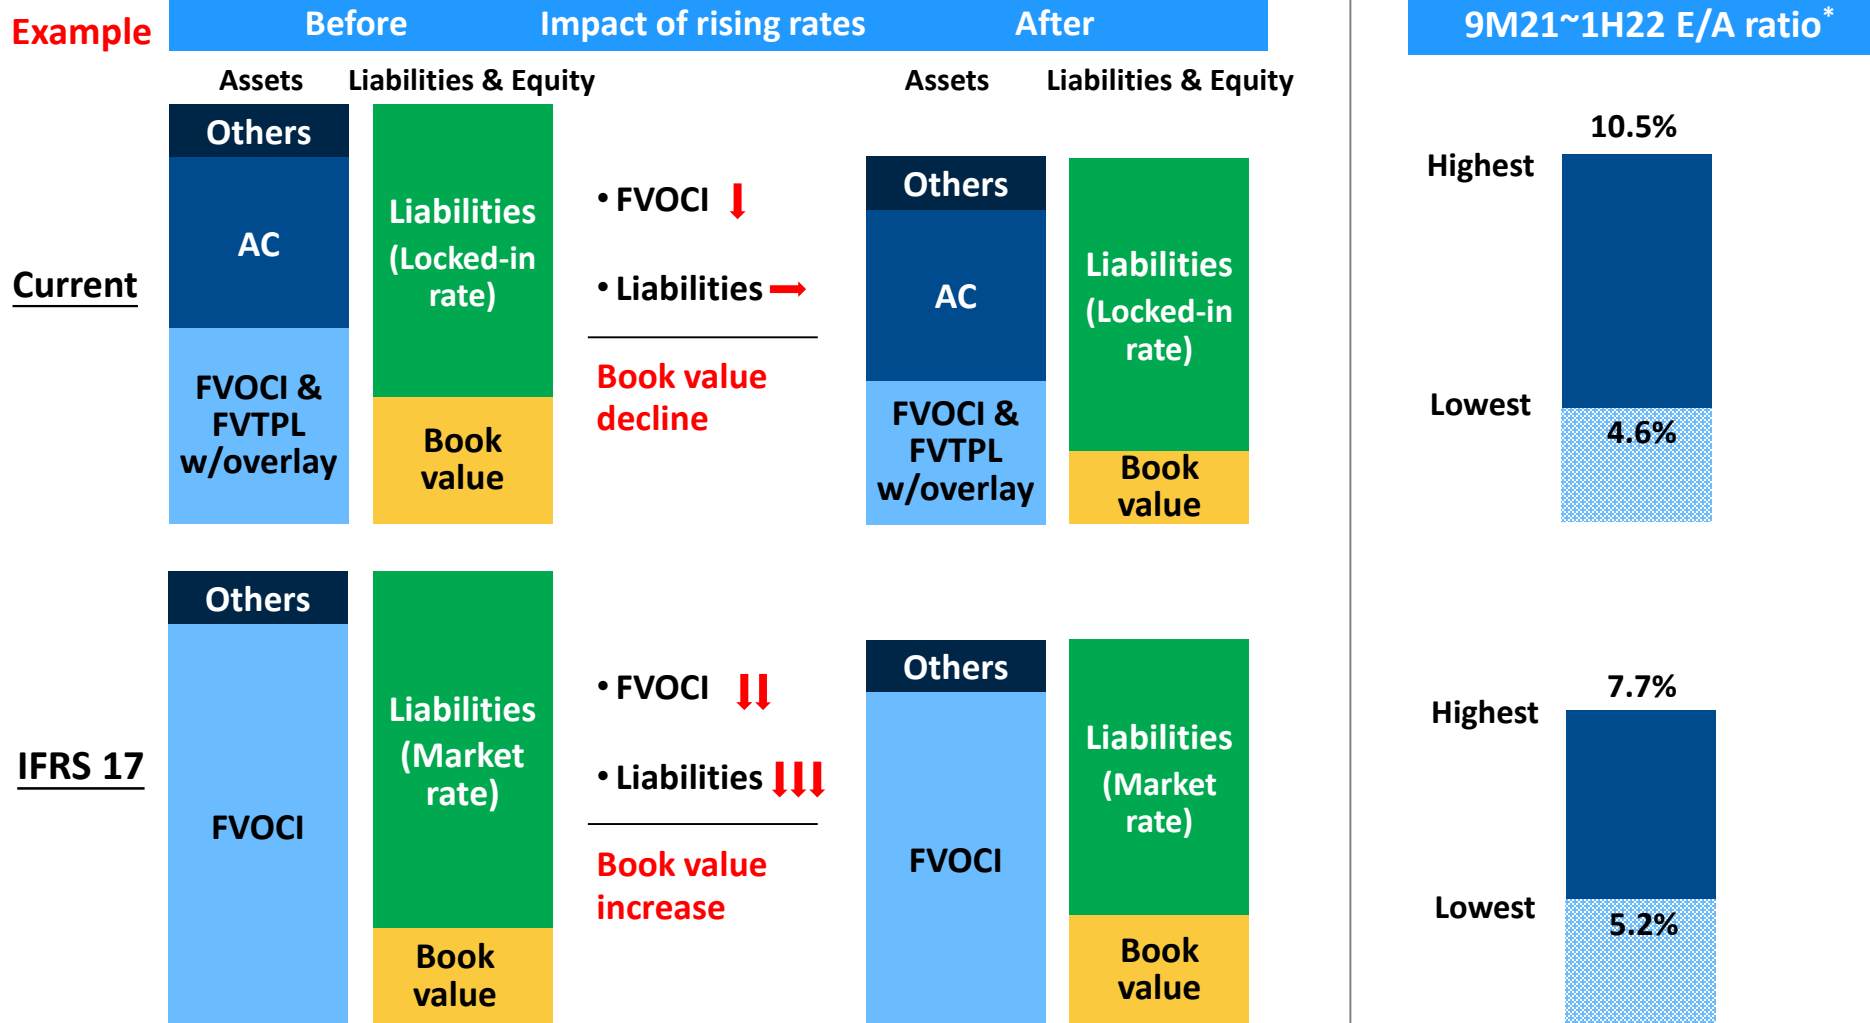 Example
Before
Impact of rising rates
After
9M21~1H22 E/A ratio*
Assets
Liabilities & Equity
Assets
Liabilities & Equity
Current
Others
AC
FVOCI &
FVTPL
w/overlay
Liabilities
(Locked-in
rate)
Book
value
• FVOCI
• Liabilities
Book value
decline
Others
AC
FVOCI &
FVTPL
w/overlay
Liabilities
(Locked-in
rate)
Book
value
10.5%
Highest
Lowest
4.6%
IFRS 17
Others
FVOCI
Liabilities
(Market
rate)
Book
value
• FVOCI
• Liabilities
Book value
increase
Others
FVOCI
Liabilities
(Market
rate)
Book
value
7.7%
Highest
Lowest
5.2%